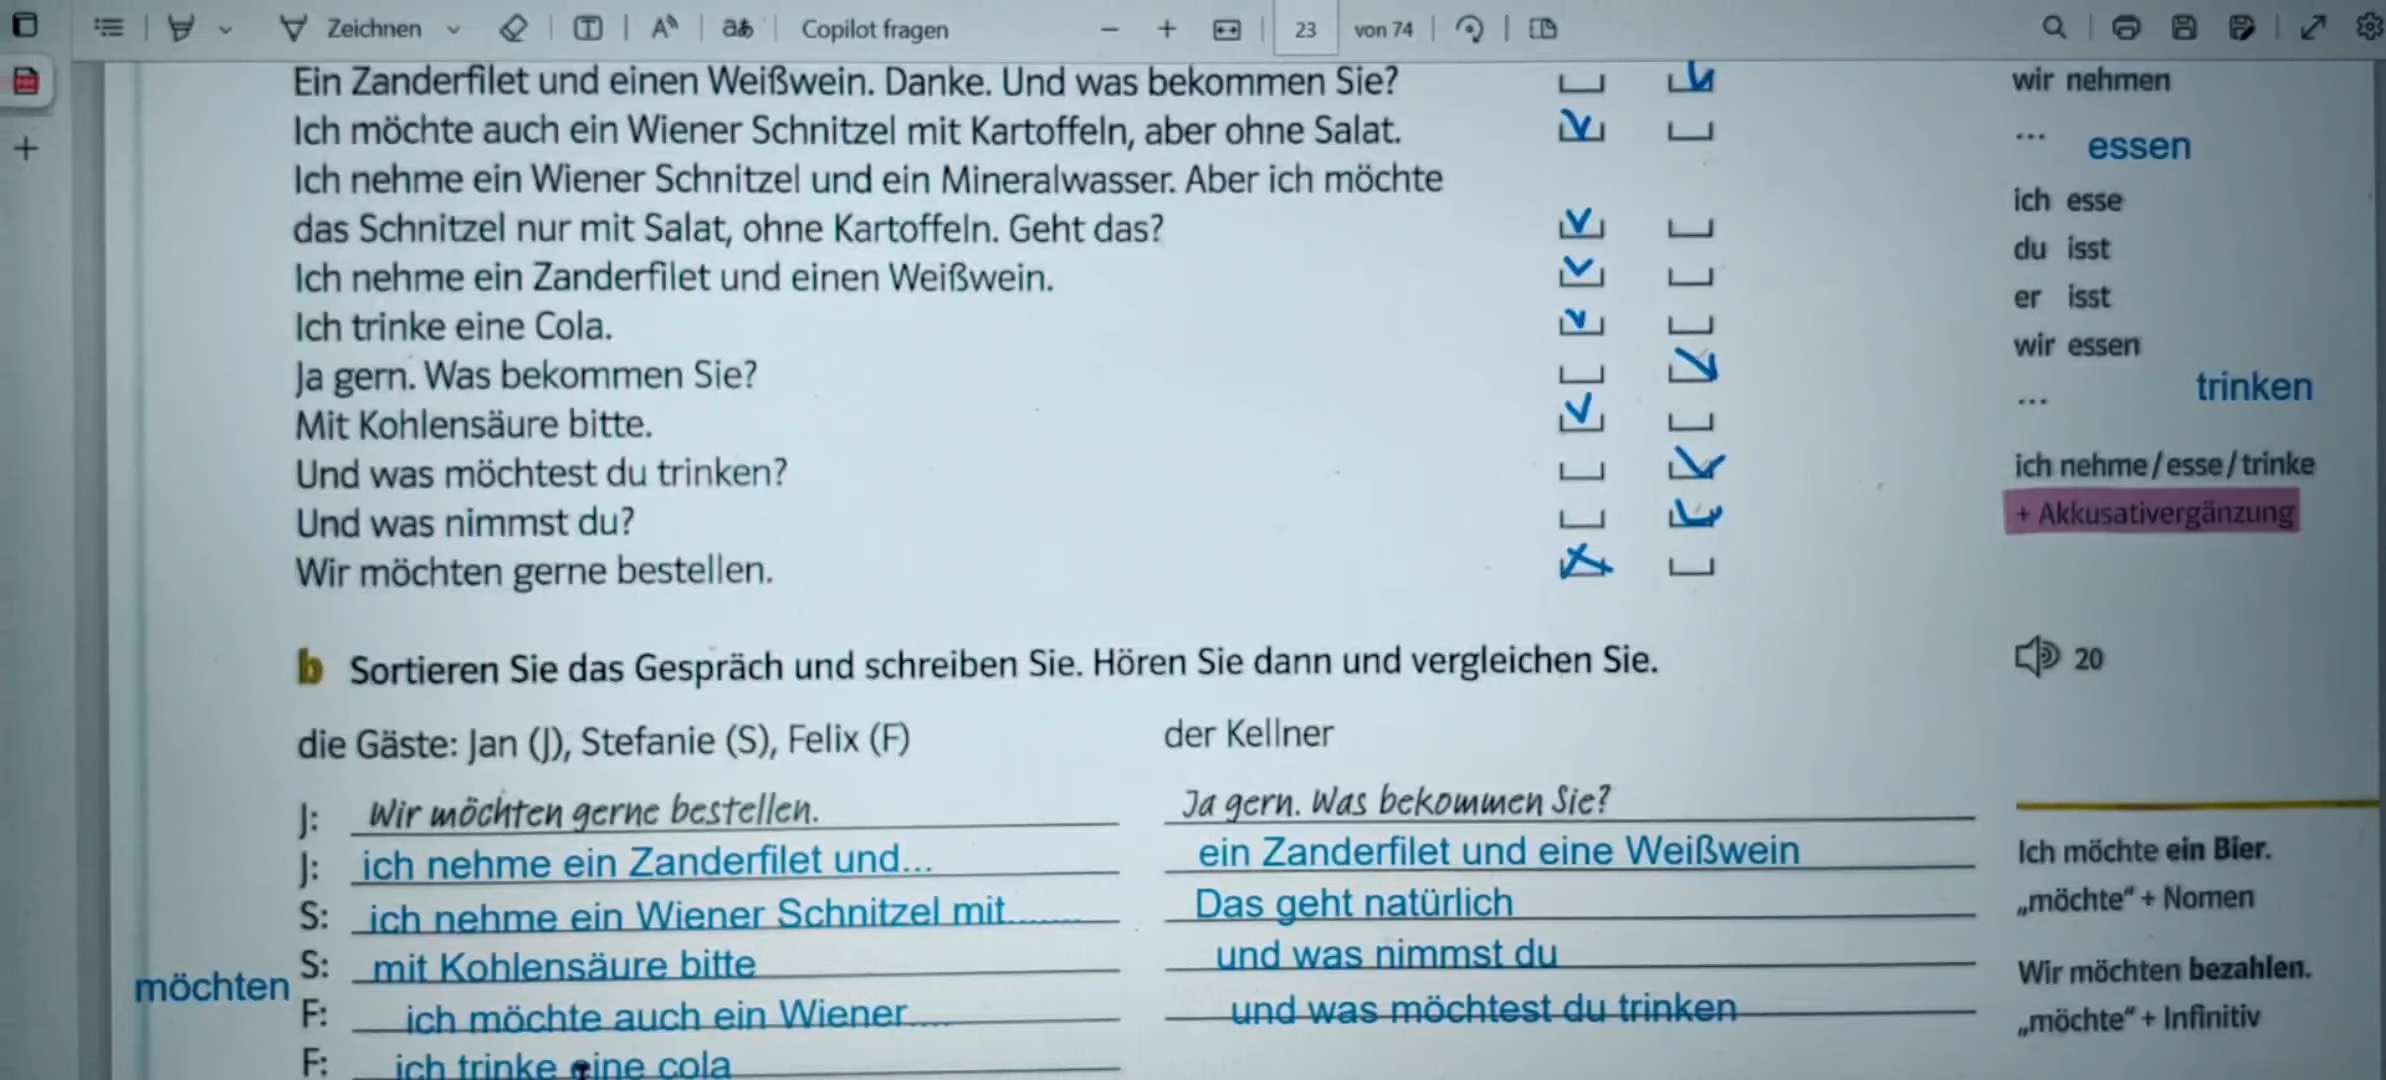 Zeichnen
Copilot fragen
23
von 74
Ein Zanderfilet und einen Weißwein. Danke. Und was bekommen Sie?
Ich möchte auch ein Wiener Schnitzel mit Kartoffeln, aber ohne Salat.
Ich nehme ein Wiener Schnitzel und ein Mineralwasser. Aber ich möchte
das Schnitzel nur mit Salat, ohne Kartoffeln. Geht das?
Ich nehme ein Zanderfilet und einen Weißwein.
Ich trinke eine Cola.
Ja gern. Was bekommen Sie?
Mit Kohlensäure bitte.
Und was möchtest du trinken?
Und was nimmst du?
Wir möchten gerne bestellen.
wir nehmen
...
essen
ich esse
du isst
er isst
wir essen
...
trinken
ich nehme / esse / trinke
+ Akkusativergänzung
b Sortieren Sie das Gespräch und schreiben Sie. Hören Sie dann und vergleichen Sie.
20
die Gäste: Jan (J), Stefanie (S), Felix (F)
der Kellner
J: Wir möchten gerne bestellen.
Ja gern. Was bekommen Sie?
J: ich nehme ein Zanderfilet und...
ein Zanderfilet und eine Weißwein
S: ich nehme ein Wiener Schnitzel mit.......
Das geht natürlich
S: mit Kohlensäure bitte
und was nimmst du
möchten
F: ich möchte auch ein Wiener....
und was möchtest du trinken
F: ich trinke eine cola
Ich möchte ein Bier.
„möchte“ + Nomen
Wir möchten bezahlen.
„möchte“ + Infinitiv